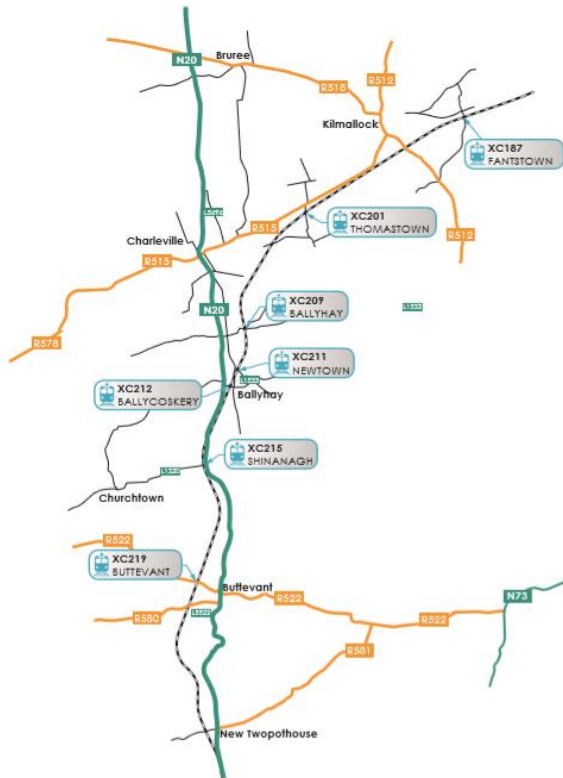 N20
Bruree
R518
R512
Kilmallock
XC187
FANTSTOWN
XC201
THOMASTOWN
R515
R512
Charleville
R515
N20
XC209
BALLYHAY
R578
XC211
NEWTOWN
XC212
BALLYCOSKERY
Ballyhay
XC215
SHINANAGH
Churchtown
R522
XC219
BUTTEVANT
Buttevant
R522
N73
R580
R522
R581
New Twopothouse